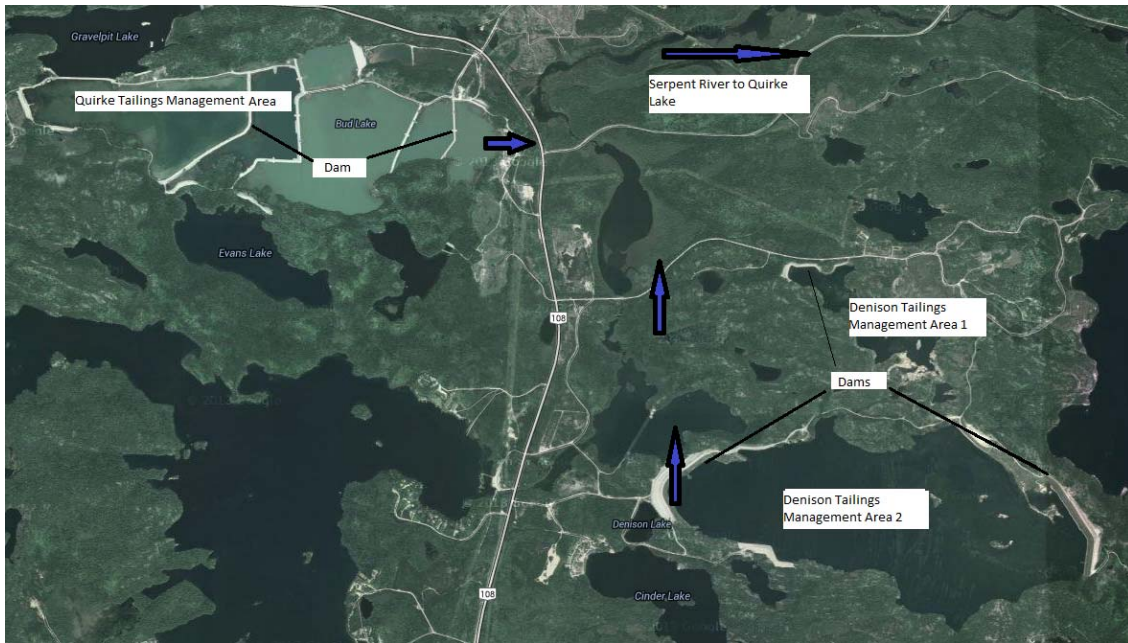 Gravelpit Lake
Serpent River to Quirke
Lake
Quirke Tailings Management Area
Bud Lake
Dam
Evans Lake
Denison Tailings
Management Area 1
108
Dams
Denison Tailings
Management Area 2
Denison Lake
108
Cinder Lake